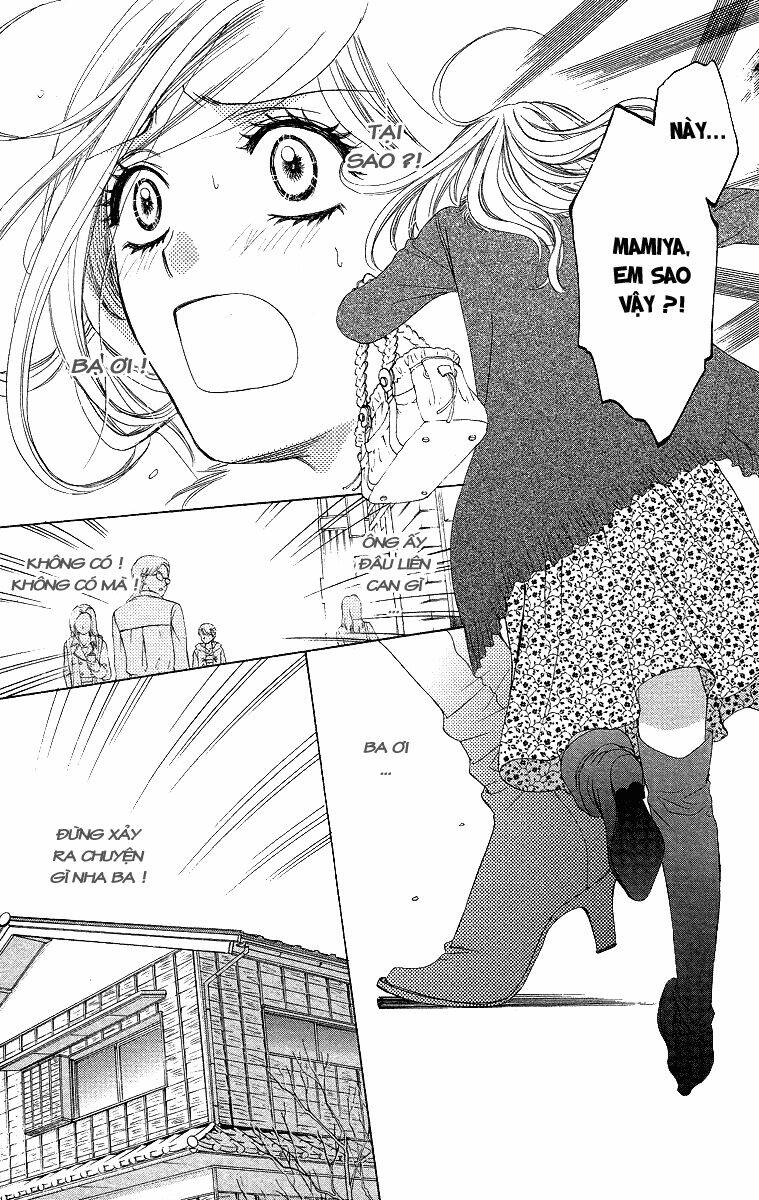 NÀY...
MAMIYA,
EM SAO
VẬY ?!
TẠI
SAO ?!
BA ƠI !
ÔNG ẤY
ĐÂU LIÊN
CAN GÌ
...
KHÔNG CÓ !
KHÔNG CÓ MÀ !
BA ƠI
...
ĐỪNG XẢY
RA CHUYỆN
GÌ NHA BA !